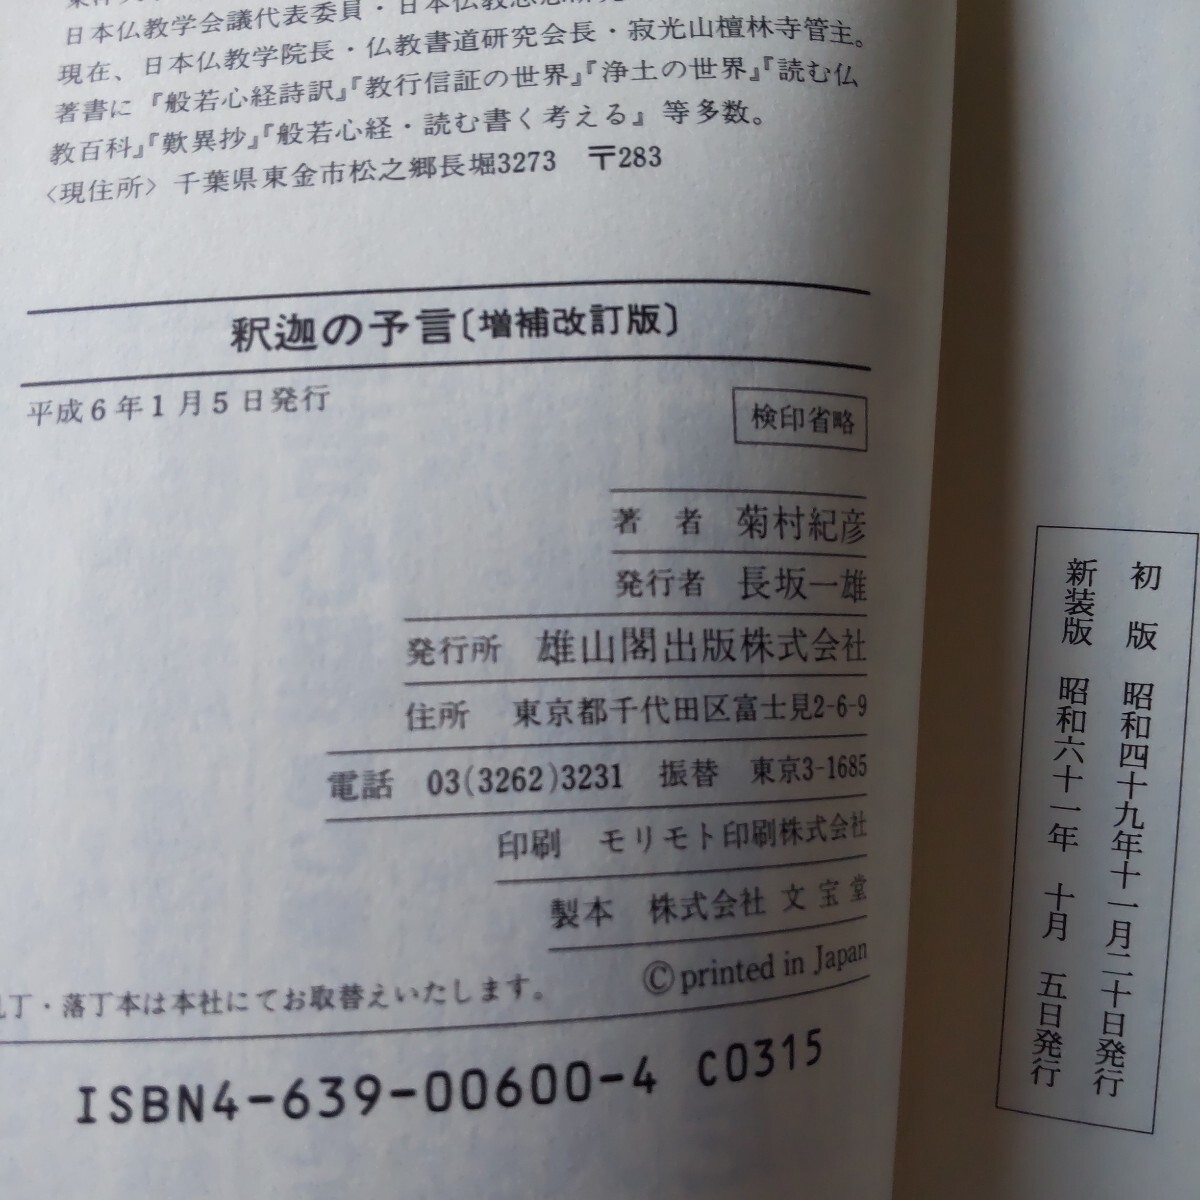 日本仏教学会議代表委員・日本仏教思想研究
現在、日本仏教学院長・仏教書道研究会長・寂光山檀林寺管主。
著書に『般若心経詩訳』『教行信証の世界』『浄土の世界』『読む仏
教百科』『歎異抄』『般若心経・読む書く考える』等多数。
〈現住所〉千葉県東金市松之郷長堀3273 〒283
釈迦の予言〔増補改訂版〕
平成6年1月5日発行
検印省略
著 者 菊村紀彦
発行者 長坂一雄
発行所 雄山閣出版株式会社
住所 東京都千代田区富士見2-6-9
電話 03(3262)3231 振替 東京3-1685
印刷 モリモト印刷株式会社
製本 株式会社 文宝堂
©printed in Japan
丁・落丁本は本社にてお取替えいたします。
ISBN4-639-00600-4 C0315
初 版 昭和四十九年十一月二十日発行
新装版 昭和六十一年 十月 五日発行